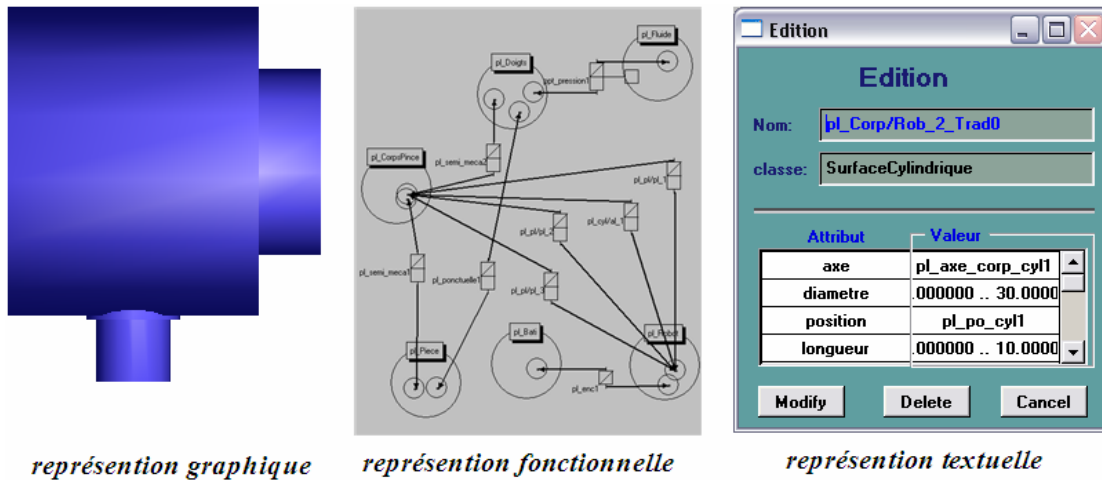 pl_Fluide
pl_Doigts
ppt_pression1
pl_CorpsPince
pl_semi_meca2
pl_pl/pl_1
pl_cyl/al_1
pl_pl/pl_2
pl_semi_meca1
pl_ponctuelle1
pl_pl/pl_3
pl_Bati
pl_Robot
pl_Piece
pl_enc1
Edition
Edition
Nom: pl_Corp/Rob_2_Trad0
classe: SurfaceCylindrique
Attribut Valeur
axe pl_axe_corp_cyl1
diametre .000000 .. 30.0000
position pl_po_cyl1
longueur .000000 .. 10.0000
Modify Delete Cancel
représention graphique
représention fonctionnelle
représention textuelle